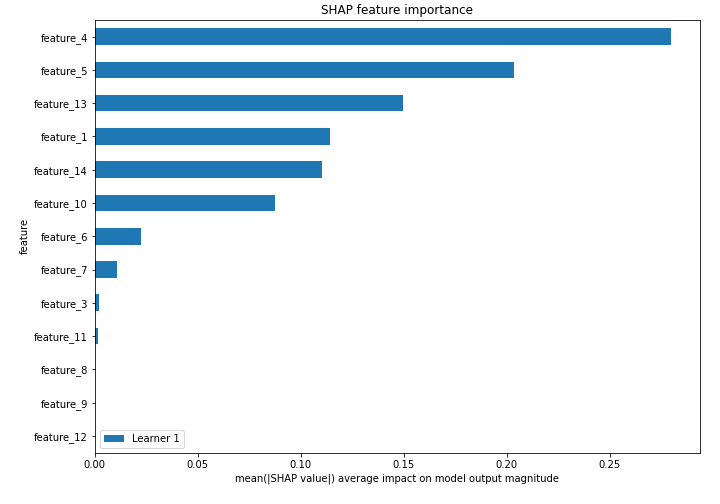 SHAP feature importance
feature_4
feature_5
feature_13
feature_1
feature_14
feature_10
feature_6
feature_7
feature_3
feature_11
feature_8
feature_9
feature_12
feature
Learner 1
0.00 0.05 0.10 0.15 0.20 0.25
mean(|SHAP value|) average impact on model output magnitude